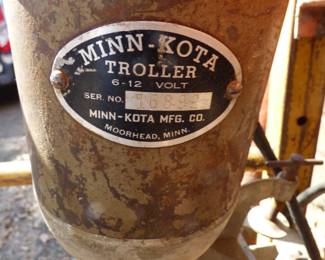 MINN-KOTA
TROLLER
6-12 VOLT
SER. NO.
MINN-KOTA MFG. CO.
MOORHEAD, MINN.